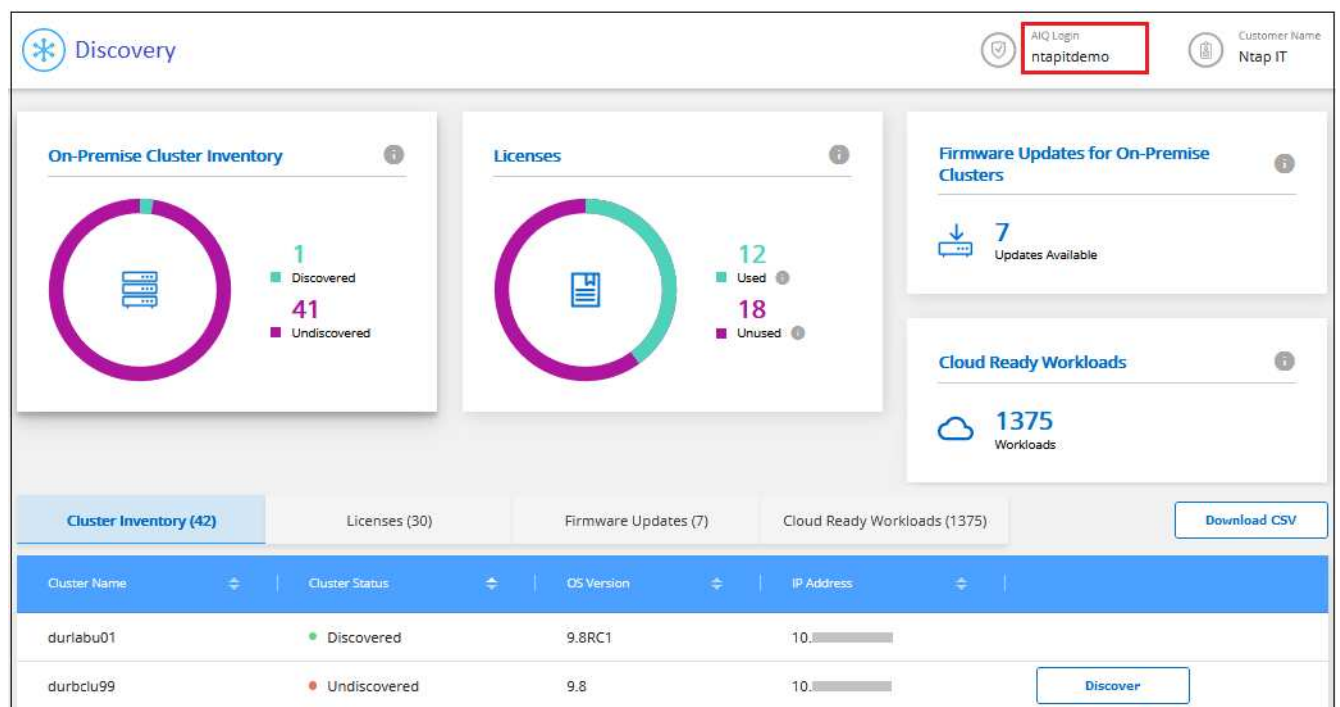 Discovery
AIQ Login
ntapitdemo
Customer Name
Ntap IT
On-Premise Cluster Inventory
1
Discovered
41
Undiscovered
Licenses
12
Used
18
Unused
Firmware Updates for On-Premise
Clusters
7
Updates Available
Cloud Ready Workloads
1375
Workloads
Cluster Inventory (42)
Licenses (30)
Firmware Updates (7)
Cloud Ready Workloads (1375)
Download CSV
Cluster Name
Cluster Status
OS Version
IP Address
durlabu01
Discovered
9.8RC1
10.
durbclu99
Undiscovered
9.8
10.
Discover